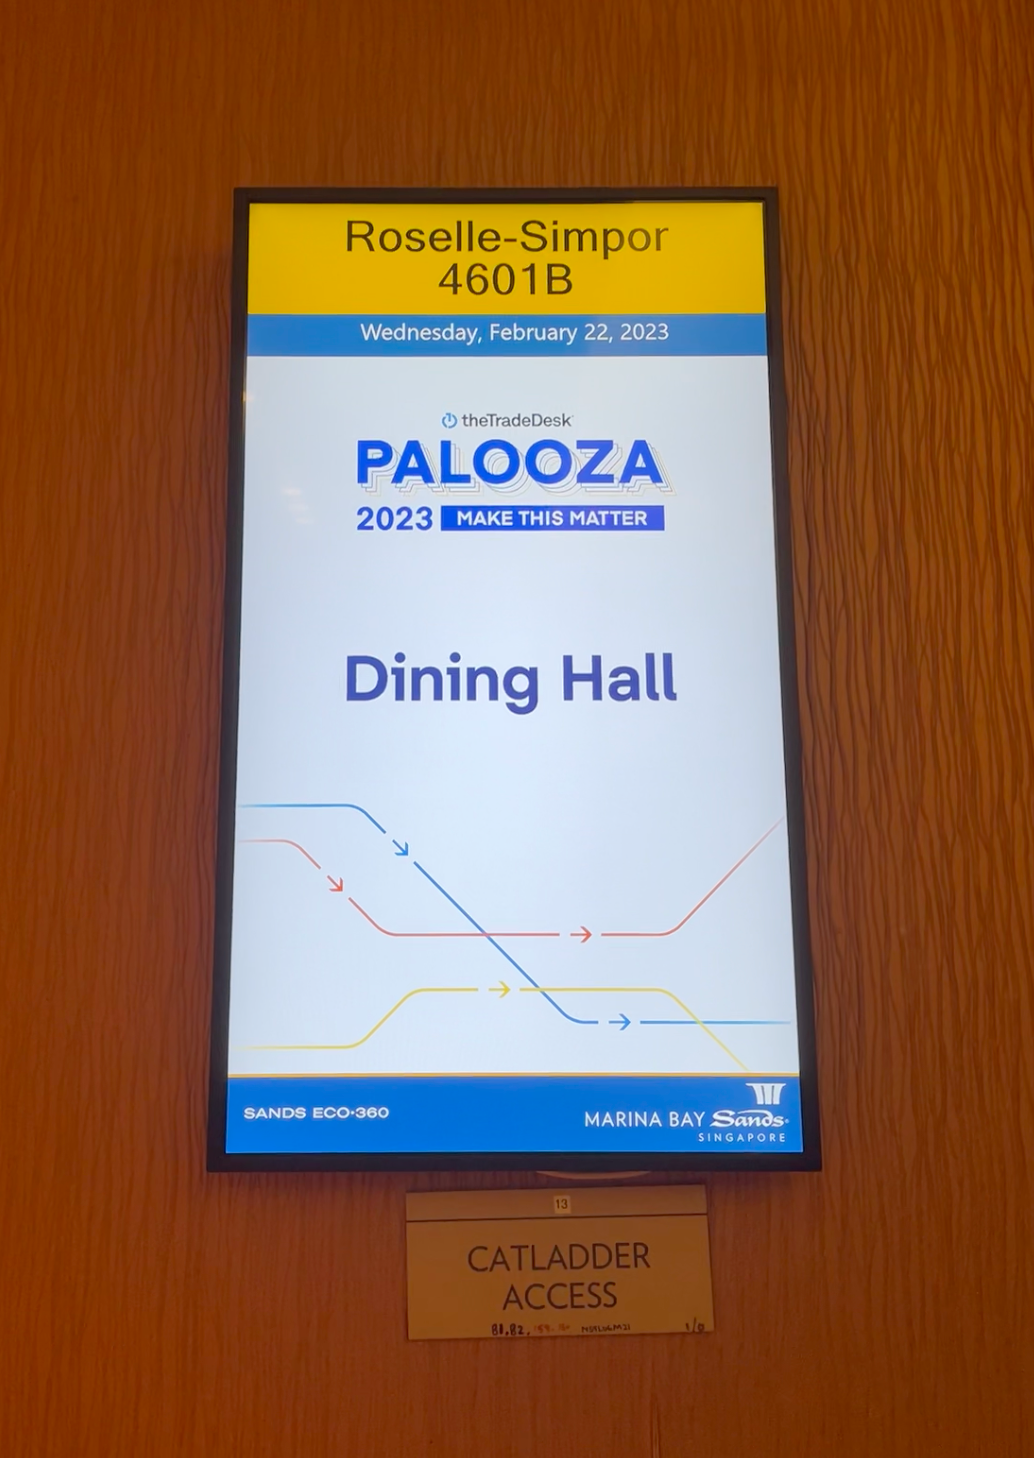 Roselle-Simpor
4601B
Wednesday, February 22, 2023
theTradeDesk
PALOOZA
2023 MAKE THIS MATTER
Dining Hall
SANDS ECO•360
MARINA BAY Sands
SINGAPORE
13
CATLADDER
ACCESS